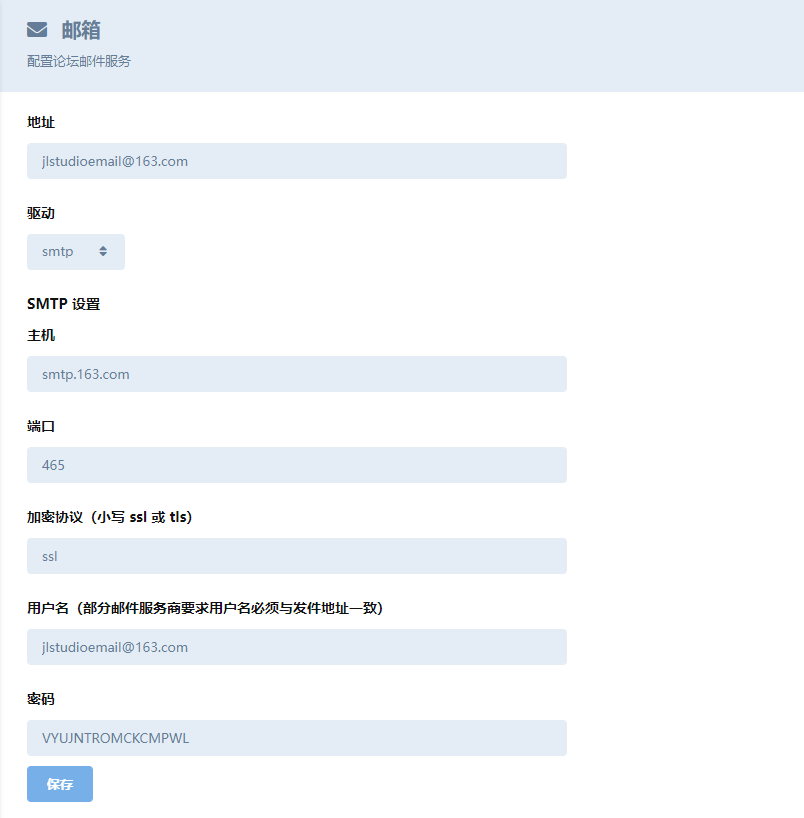 邮箱
配置论坛邮件服务
地址
jlstudioemail@163.com
驱动
smtp
SMTP 设置
主机
smtp.163.com
端口
465
加密协议（小写 ssl 或 tls）
ssl
用户名（部分邮件服务商要求用户名必须与发件地址一致）
jlstudioemail@163.com
密码
VYUJNTROMCKCMPWL
保存